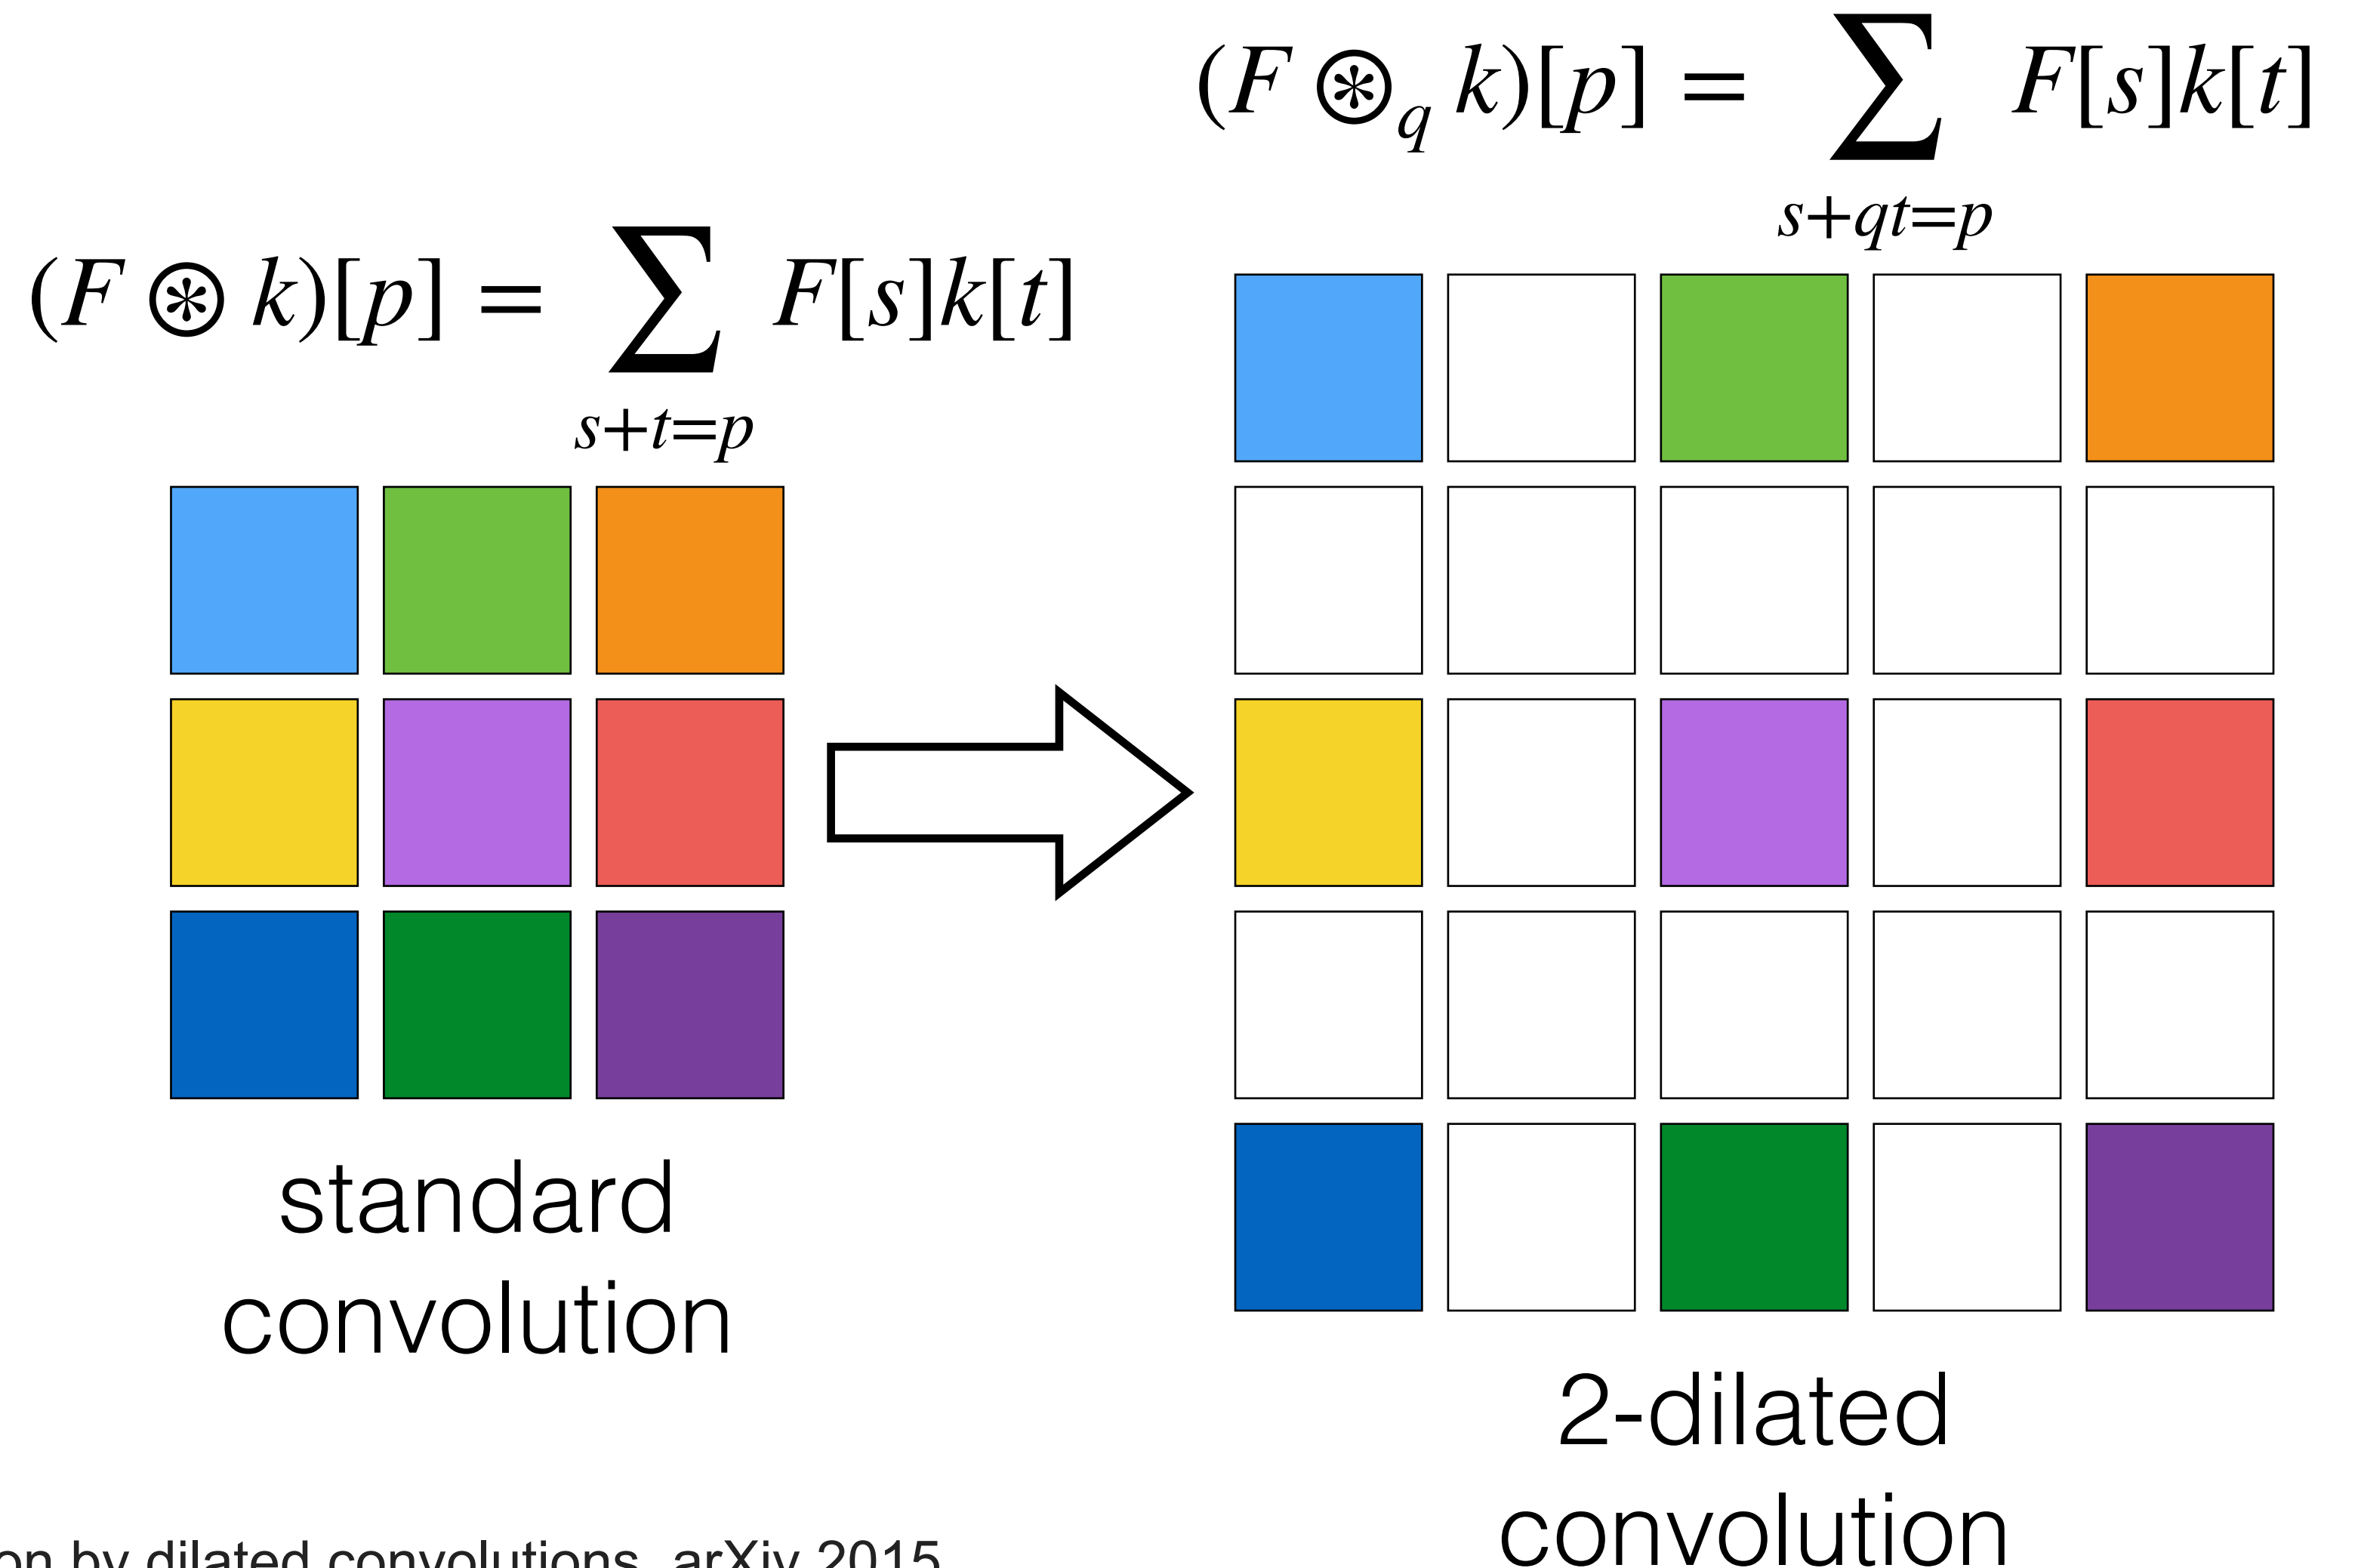 (F ⊛_q k)[p] = ∑ F[s]k[t]
s+qt=p
(F ⊛ k)[p] = ∑ F[s]k[t]
s+t=p
standard
convolution
2-dilated
convolution
by dilated convolutions, arXiv 2015